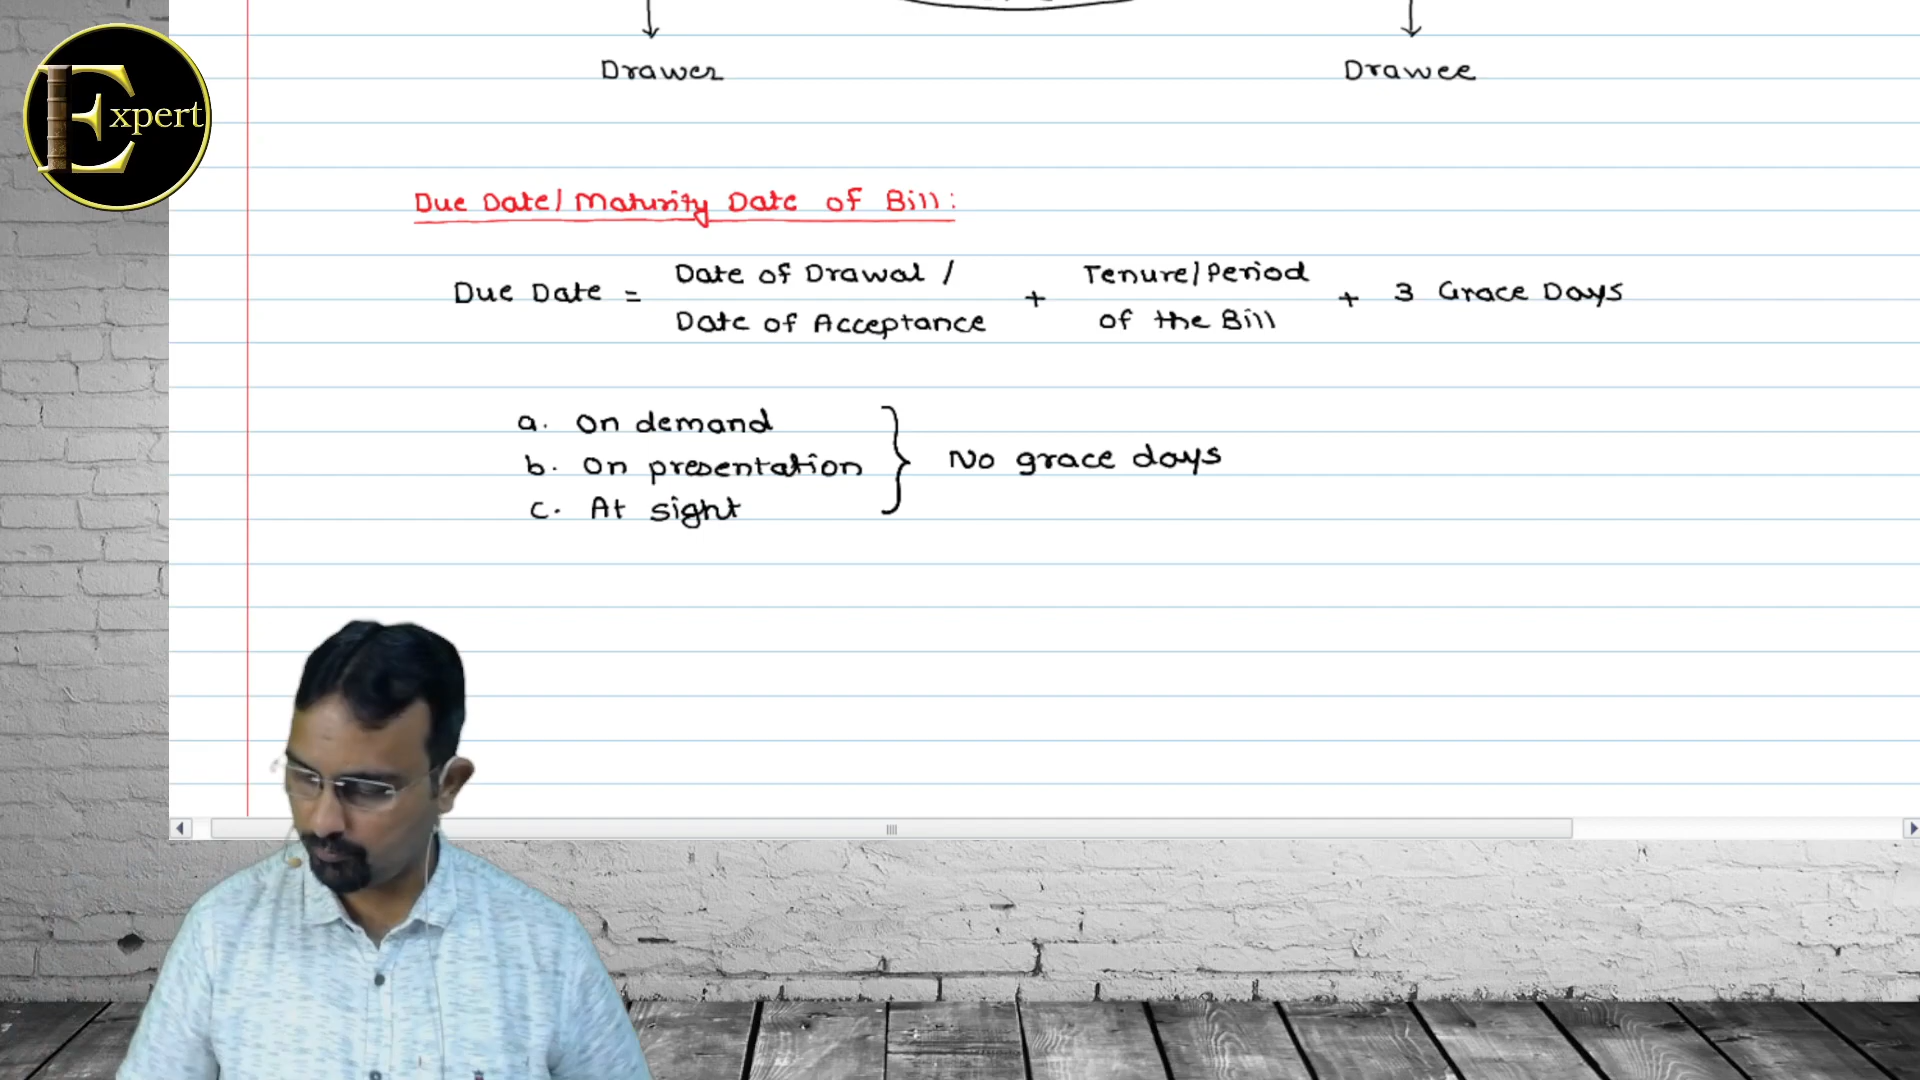 Expert
Drawer Drawee
Due Date/Maturity Date of Bill:
Due Date = Date of Drawal / Date of Acceptance + Tenure/Period of the Bill + 3 Grace Days
a. On demand
b. On presentation
c. At sight
No grace days